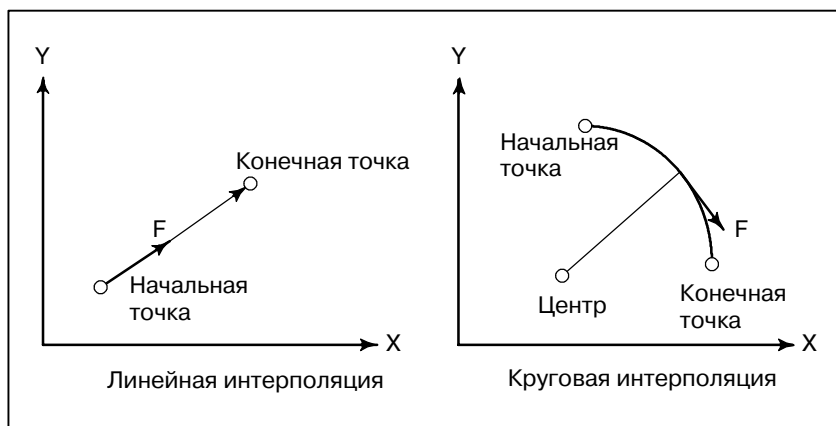 Y
Конечная точка
F
Начальная
точка
X
Линейная интерполяция
Y
Начальная
точка
F
Центр
Конечная
точка
X
Круговая интерполяция